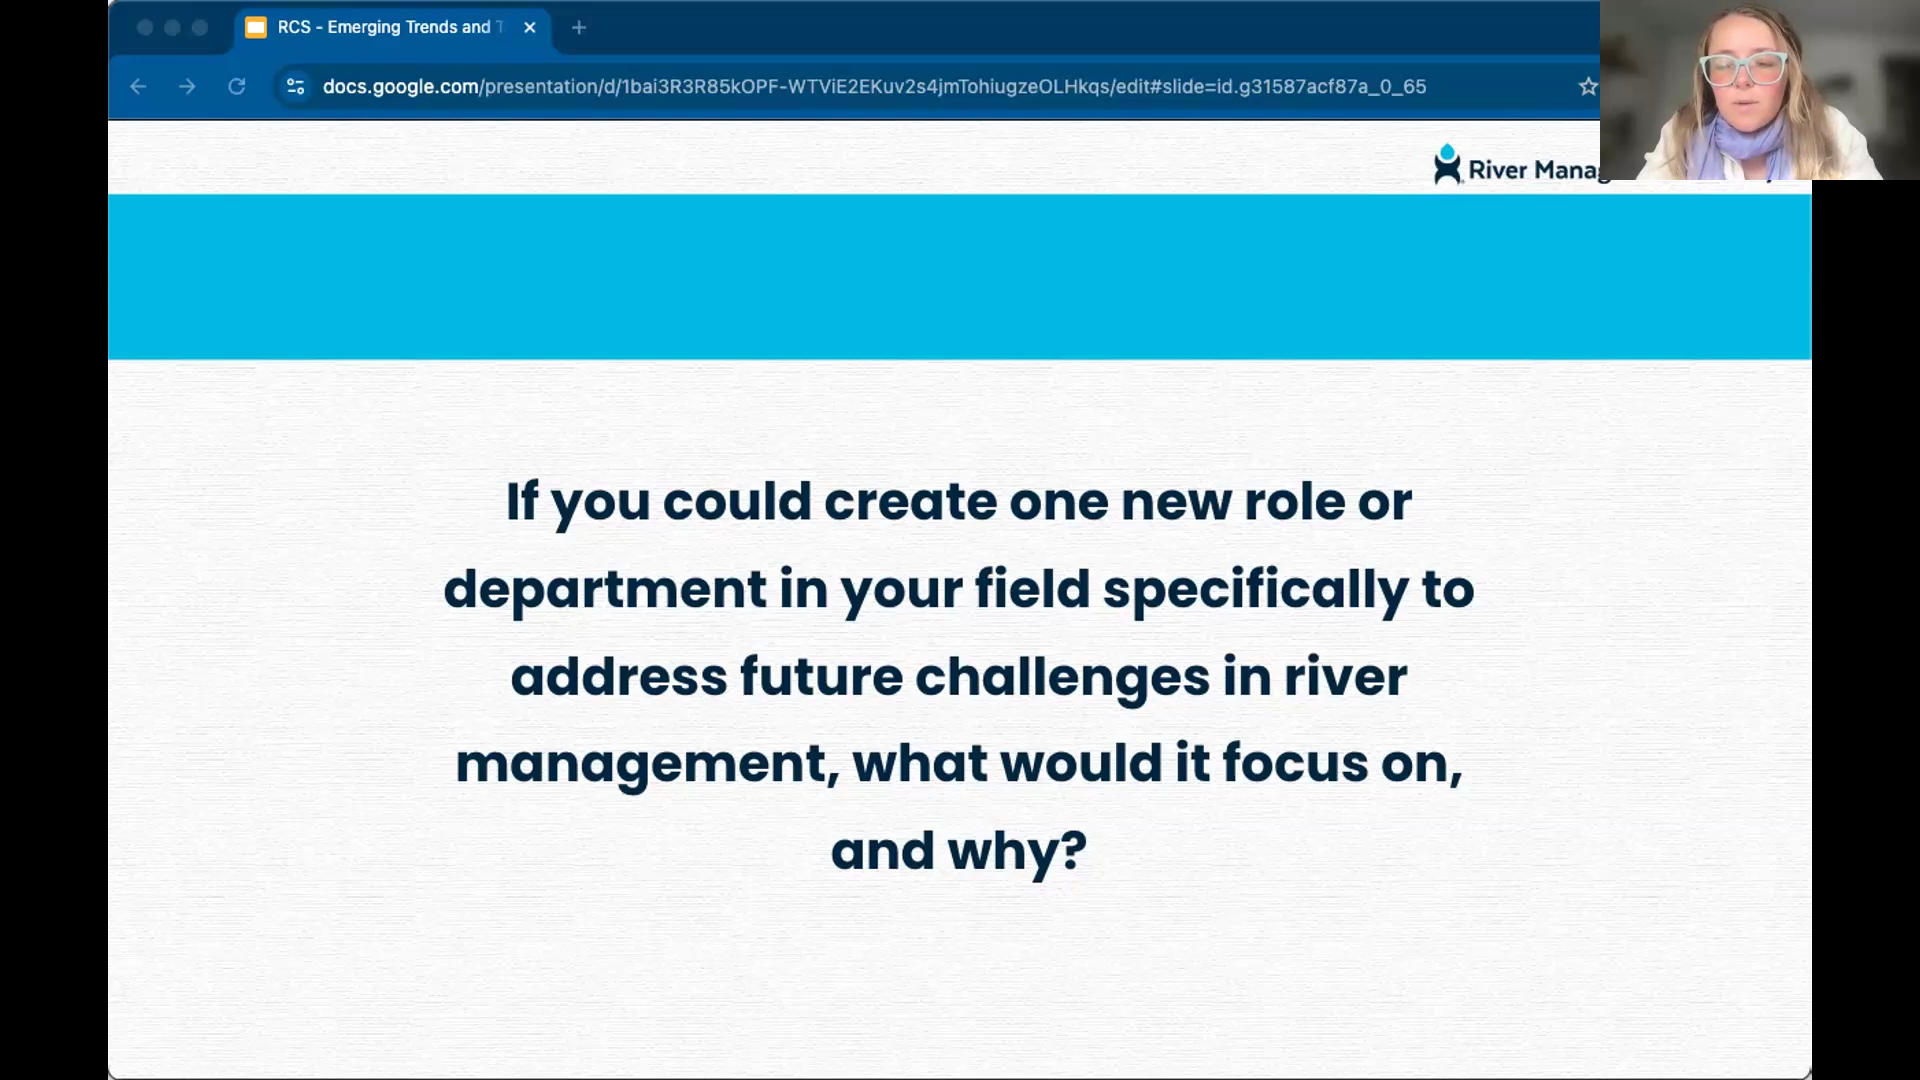 RCS - Emerging Trends and
docs.google.com/presentation/d/1bai3R3R85kOPF-WTViE2EKuv2s4jmTohiugzeOLHkqs/edit#slide=id.g31587acf87a_0_65
River Manag
If you could create one new role or
department in your field specifically to
address future challenges in river
management, what would it focus on,
and why?